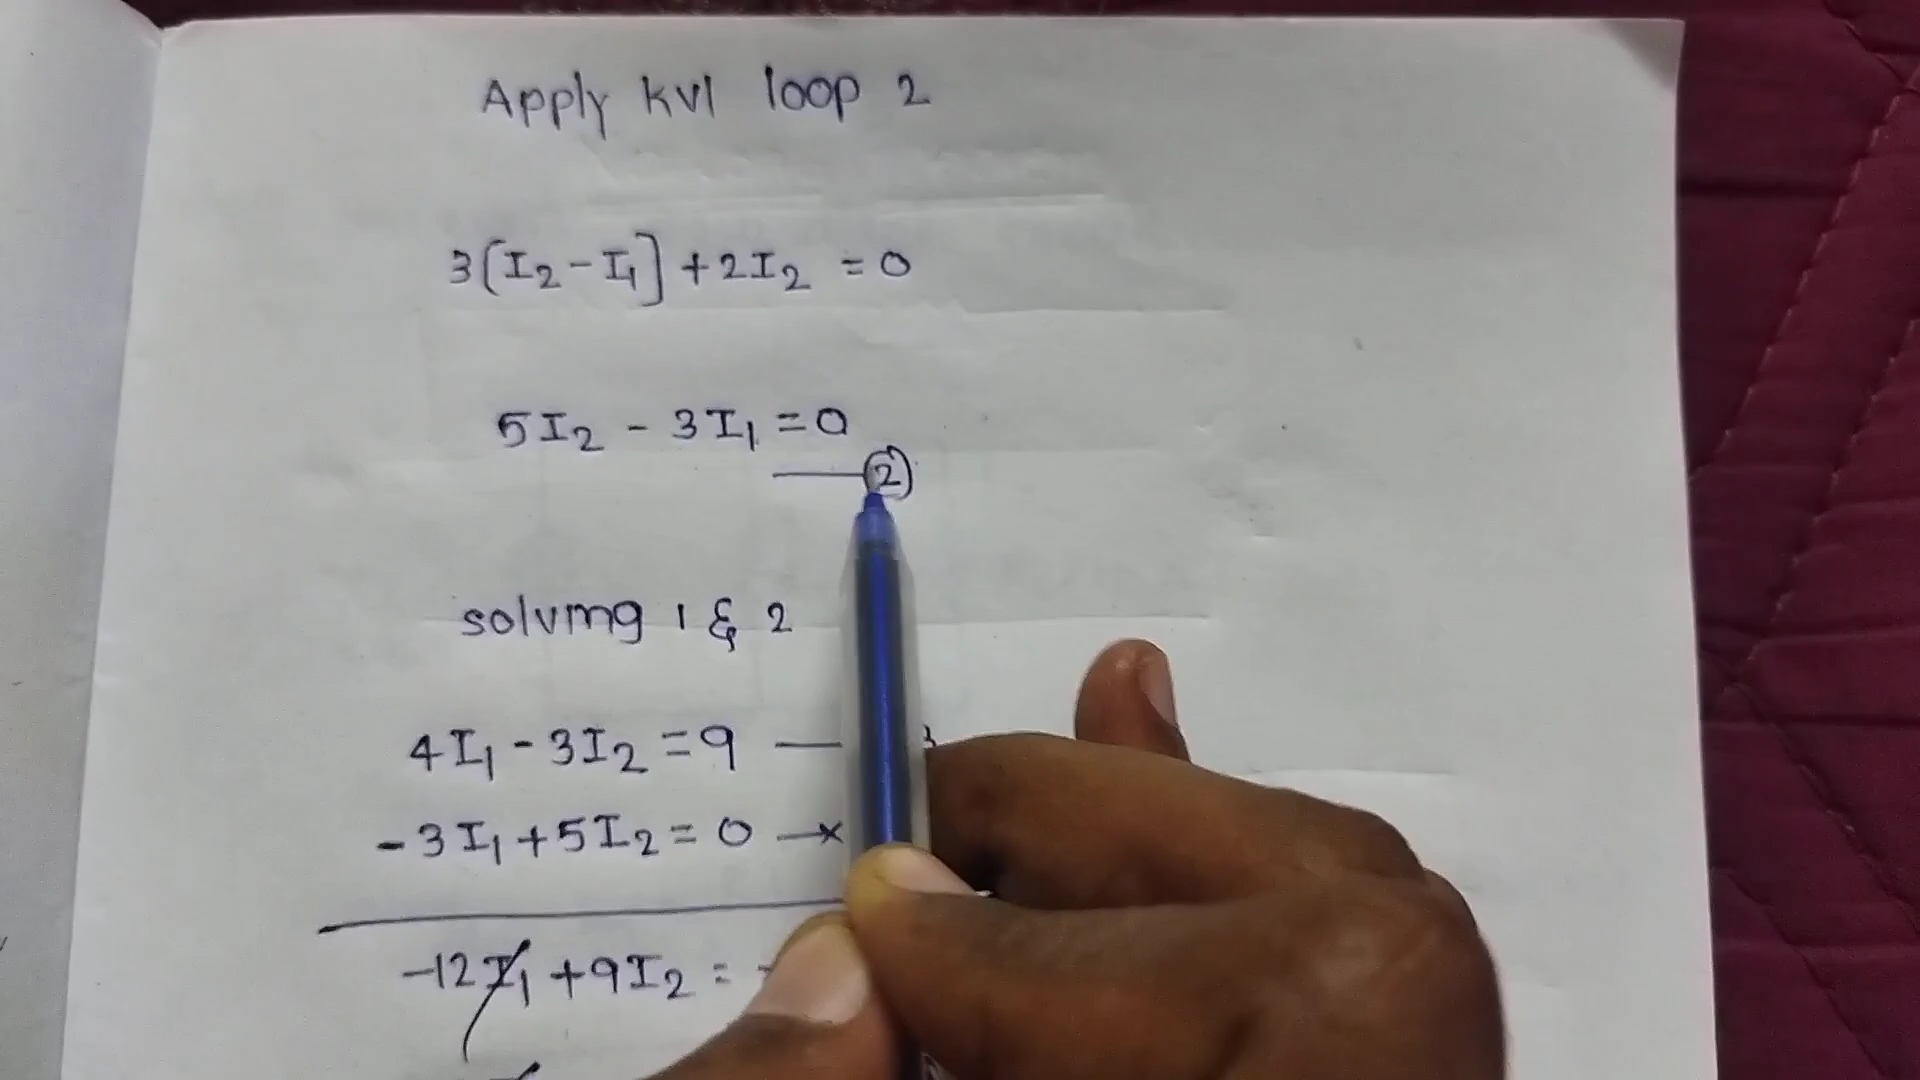 Apply kvl loop 2
3(I₂-I₁]+2I₂ =0
5I₂ - 3I₁ =0
②
solving 1 & 2
4I₁-3I₂=9 —
-3I₁+5I₂=0 —×
-12I₁+9I₂=